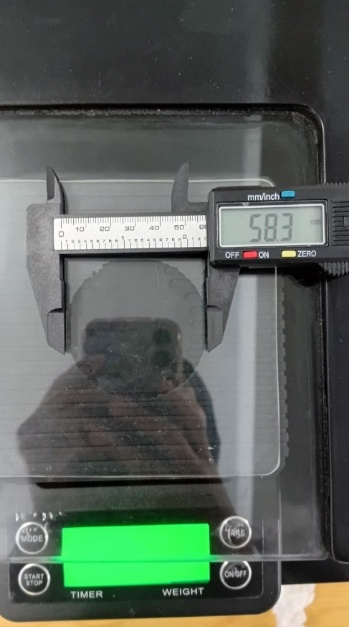 mm/inch
583
OFF ON ZERO
0 10 20 30 40 50
MODE
TARE
START
STOP
ON/OFF
TIMER WEIGHT